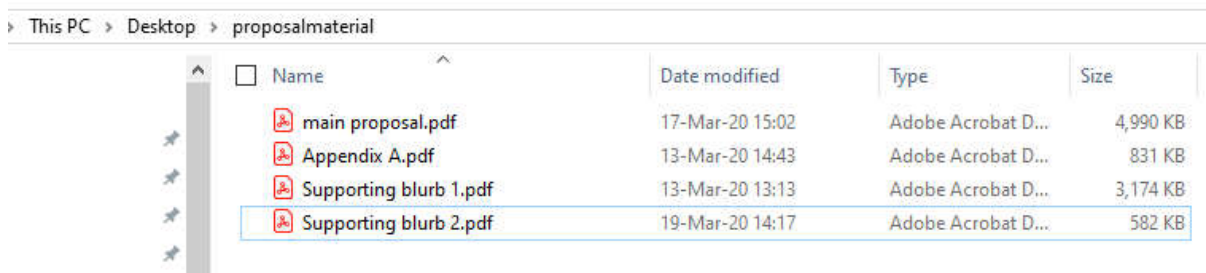 This PC > Desktop > proposalmaterial
Name Date modified Type Size
main proposal.pdf 17-Mar-20 15:02 Adobe Acrobat D... 4,990 KB
Appendix A.pdf 13-Mar-20 14:43 Adobe Acrobat D... 831 KB
Supporting blurb 1.pdf 13-Mar-20 13:13 Adobe Acrobat D... 3,174 KB
Supporting blurb 2.pdf 19-Mar-20 14:17 Adobe Acrobat D... 582 KB